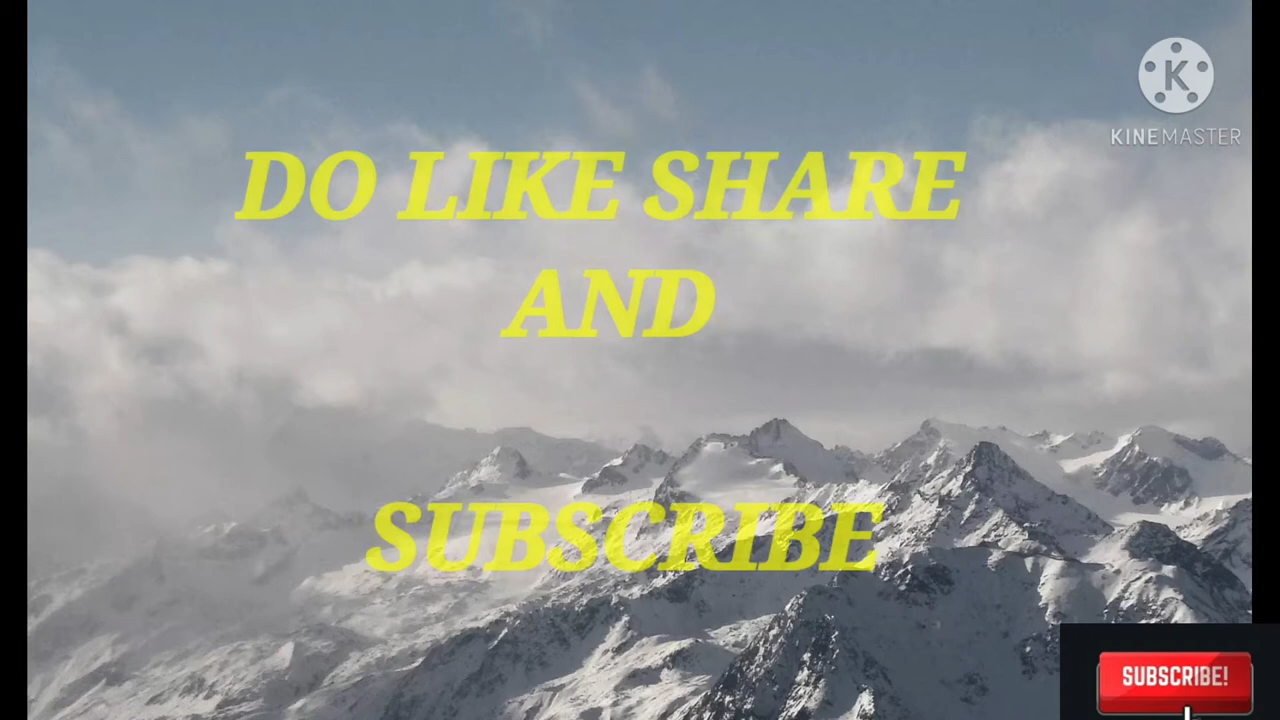 K
KINEMASTER
DO LIKE SHARE
AND
SUBSCRIBE
SUBSCRIBE!